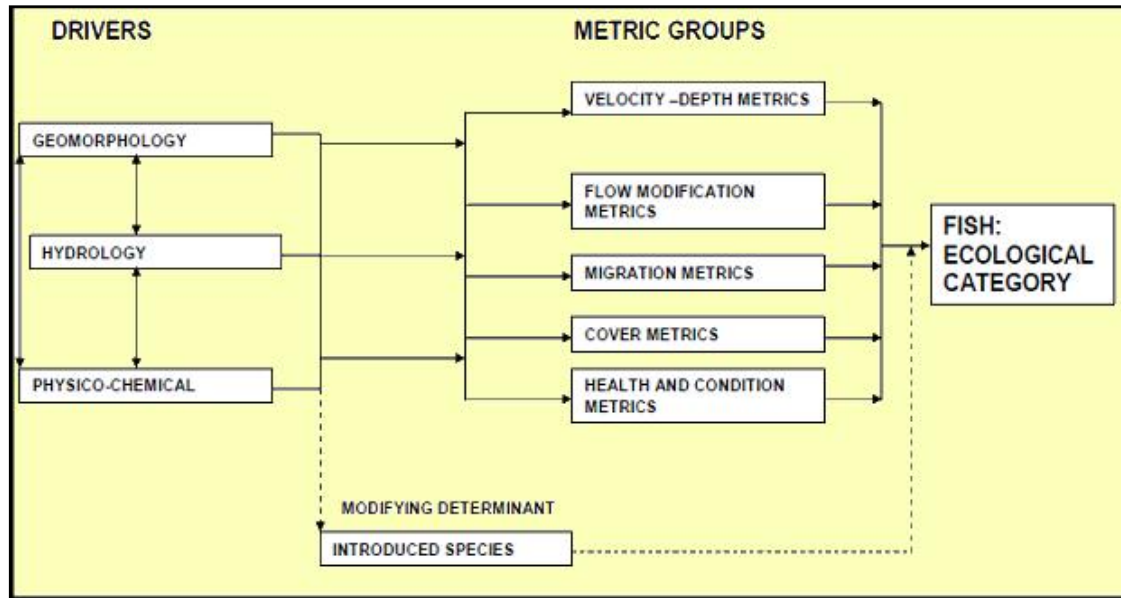 DRIVERS
METRIC GROUPS
VELOCITY –DEPTH METRICS
GEOMORPHOLOGY
FLOW MODIFICATION
METRICS
HYDROLOGY
FISH:
ECOLOGICAL
CATEGORY
MIGRATION METRICS
COVER METRICS
PHYSICO-CHEMICAL
HEALTH AND CONDITION
METRICS
MODIFYING DETERMINANT
INTRODUCED SPECIES